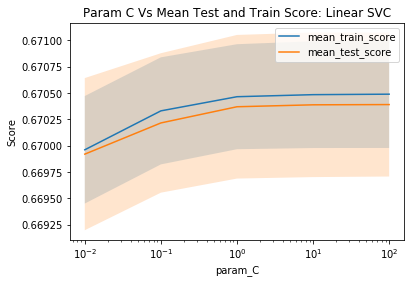 Param C Vs Mean Test and Train Score: Linear SVC
mean_train_score
mean_test_score
Score
0.67100
0.67075
0.67050
0.67025
0.67000
0.66975
0.66950
0.66925
10⁻² 10⁻¹ 10⁰ 10¹ 10²
param_C